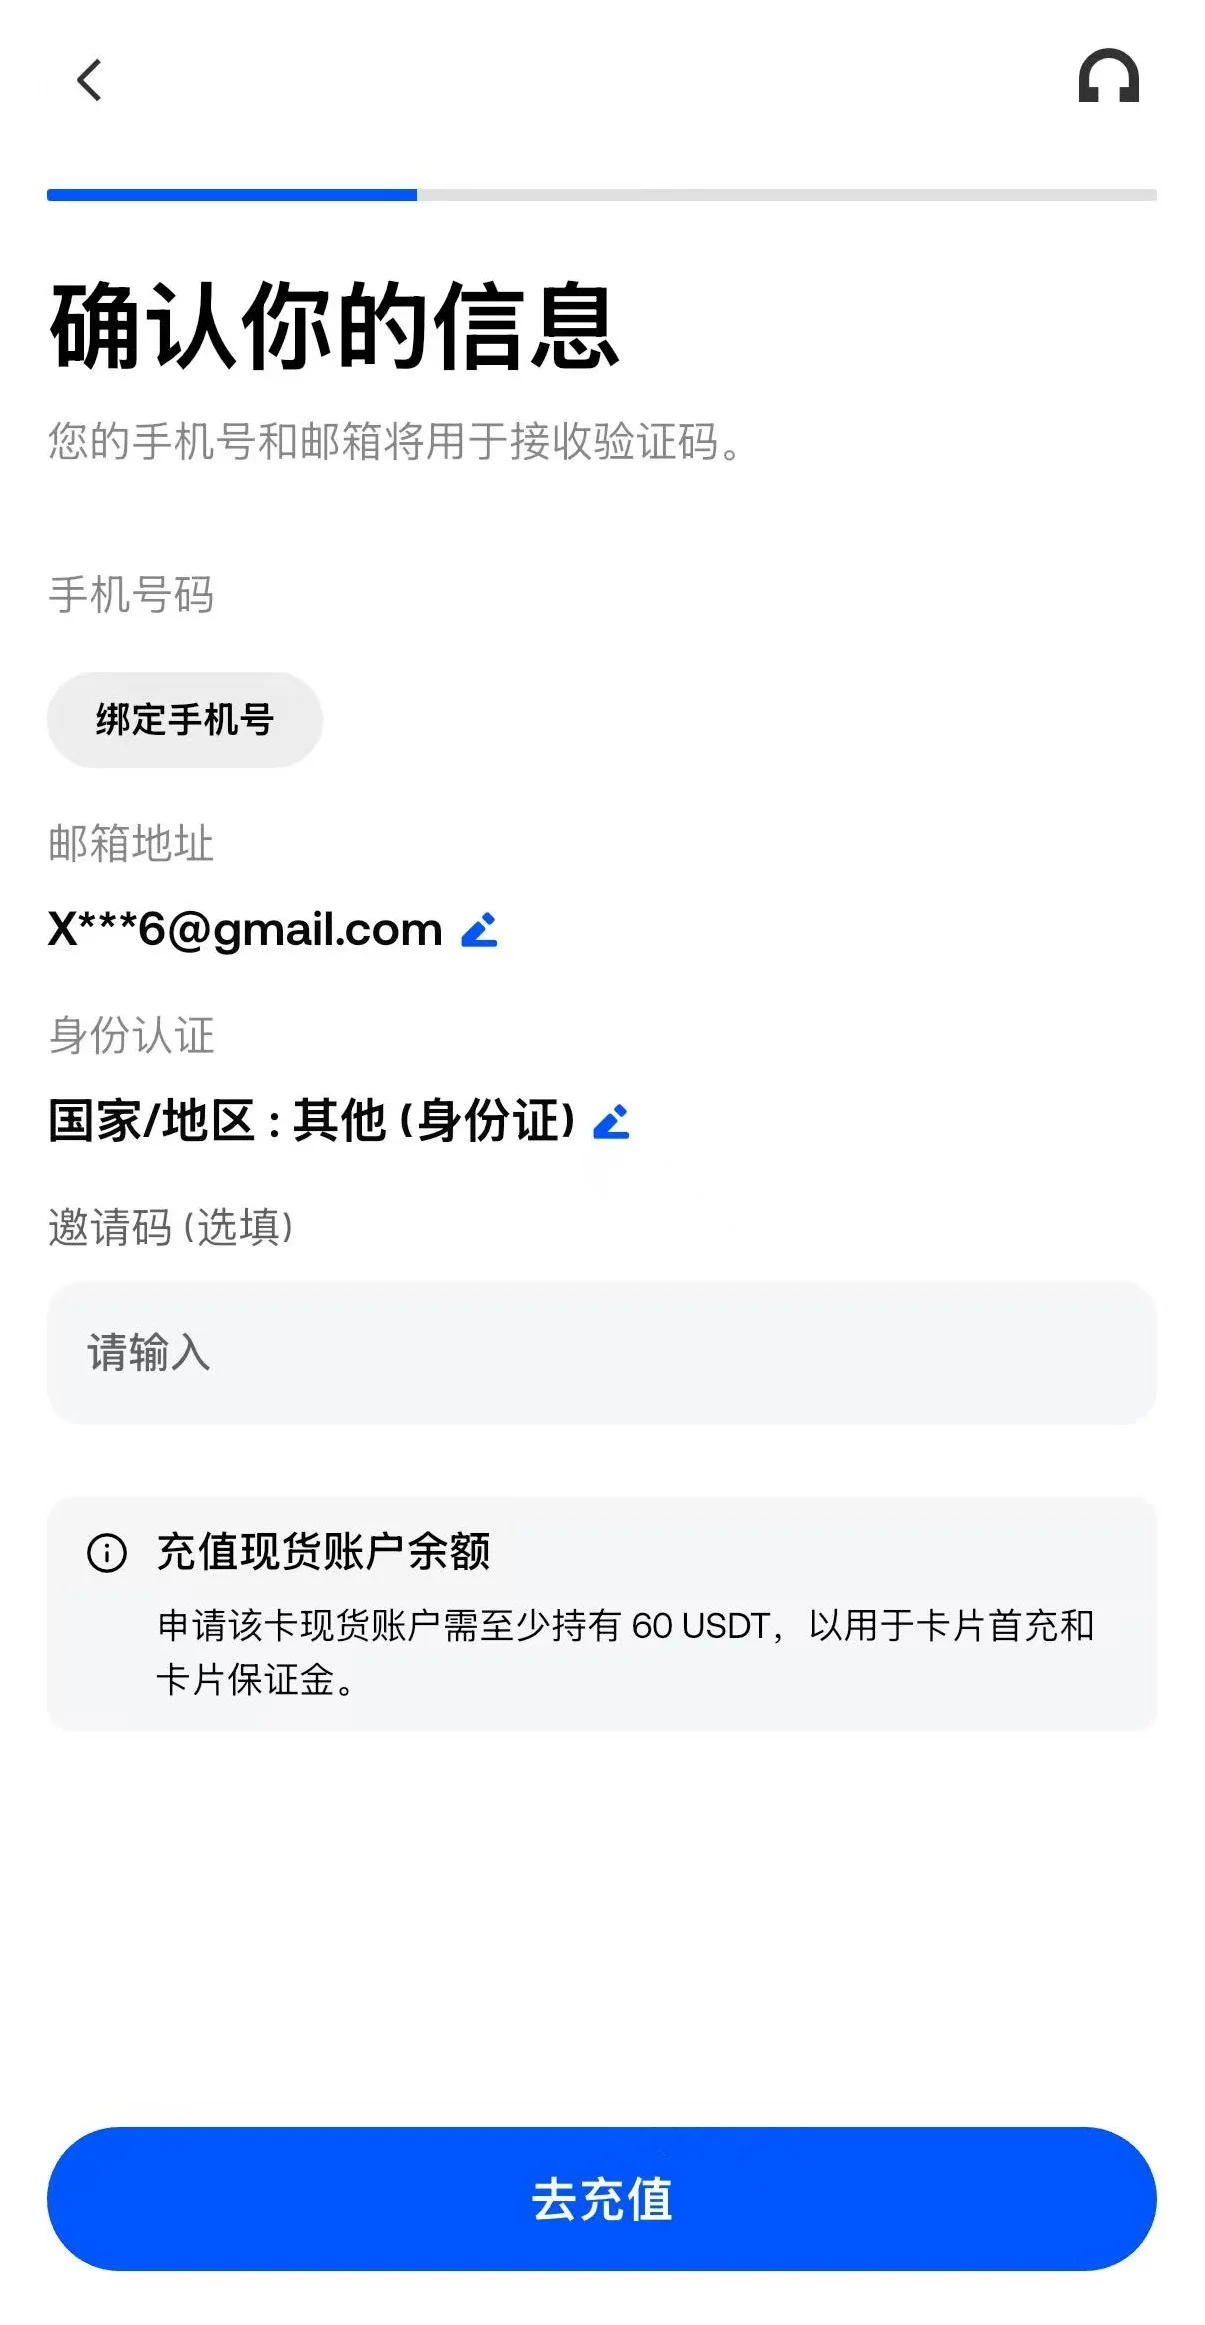 确认你的信息
您的手机号和邮箱将用于接收验证码。
手机号码
绑定手机号
邮箱地址
X***6@gmail.com
身份认证
国家/地区 : 其他 (身份证)
邀请码 (选填)
请输入
充值现货账户余额
申请该卡现货账户需至少持有 60 USDT，以用于卡片首充和
卡片保证金。
去充值